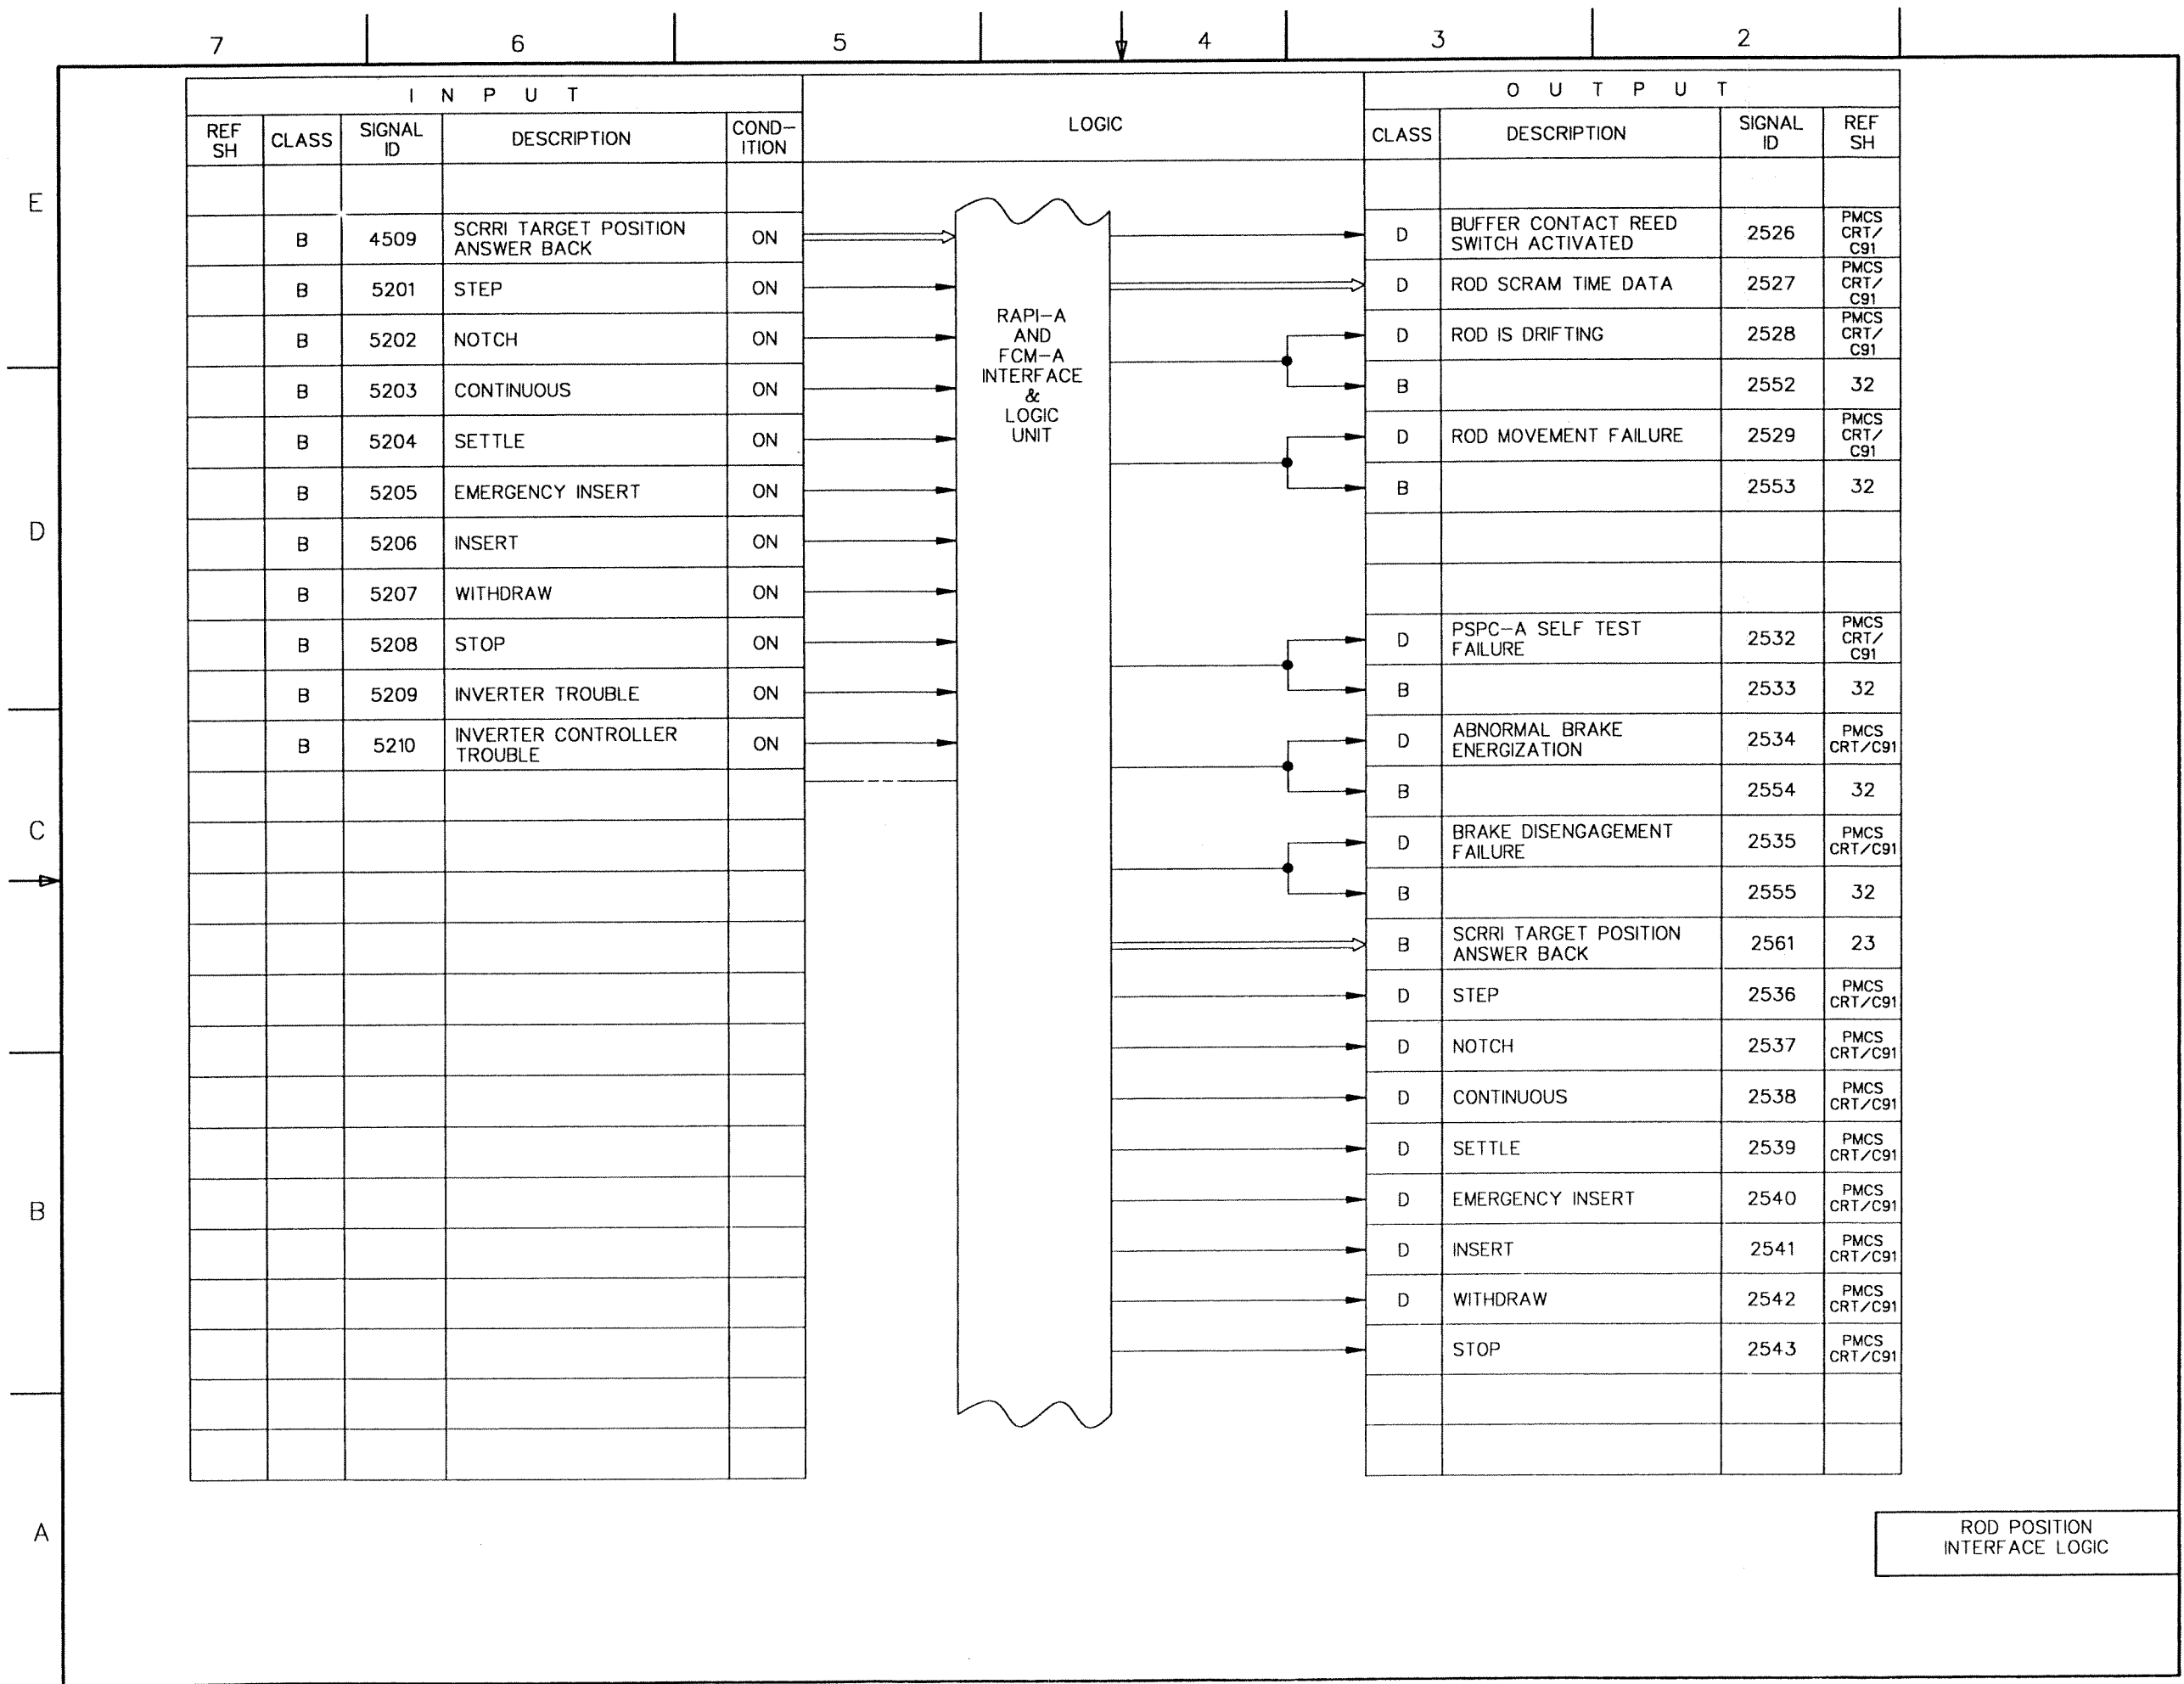 7 6 5 4 3 2
I N P U T
LOGIC
O U T P U T
REF SH CLASS SIGNAL ID DESCRIPTION COND-ITION
CLASS DESCRIPTION SIGNAL ID REF SH
E
D
C
B
A
B 4509 SCRRI TARGET POSITION ANSWER BACK ON
B 5201 STEP ON
B 5202 NOTCH ON
B 5203 CONTINUOUS ON
B 5204 SETTLE ON
B 5205 EMERGENCY INSERT ON
B 5206 INSERT ON
B 5207 WITHDRAW ON
B 5208 STOP ON
B 5209 INVERTER TROUBLE ON
B 5210 INVERTER CONTROLLER TROUBLE ON
RAPI-A
AND
FCM-A
INTERFACE
&
LOGIC
UNIT
D BUFFER CONTACT REED SWITCH ACTIVATED 2526 PMCS CRT/ C91
D ROD SCRAM TIME DATA 2527 PMCS CRT/ C91
D ROD IS DRIFTING 2528 PMCS CRT/ C91
B 2552 32
D ROD MOVEMENT FAILURE 2529 PMCS CRT/ C91
B 2553 32
D PSPC-A SELF TEST FAILURE 2532 PMCS CRT/ C91
B 2533 32
D ABNORMAL BRAKE ENERGIZATION 2534 PMCS CRT/C91
B 2554 32
D BRAKE DISENGAGEMENT FAILURE 2535 PMCS CRT/C91
B 2555 32
B SCRRI TARGET POSITION ANSWER BACK 2561 23
D STEP 2536 PMCS CRT/C91
D NOTCH 2537 PMCS CRT/C91
D CONTINUOUS 2538 PMCS CRT/C91
D SETTLE 2539 PMCS CRT/C91
D EMERGENCY INSERT 2540 PMCS CRT/C91
D INSERT 2541 PMCS CRT/C91
D WITHDRAW 2542 PMCS CRT/C91
STOP 2543 PMCS CRT/C91
ROD POSITION
INTERFACE LOGIC